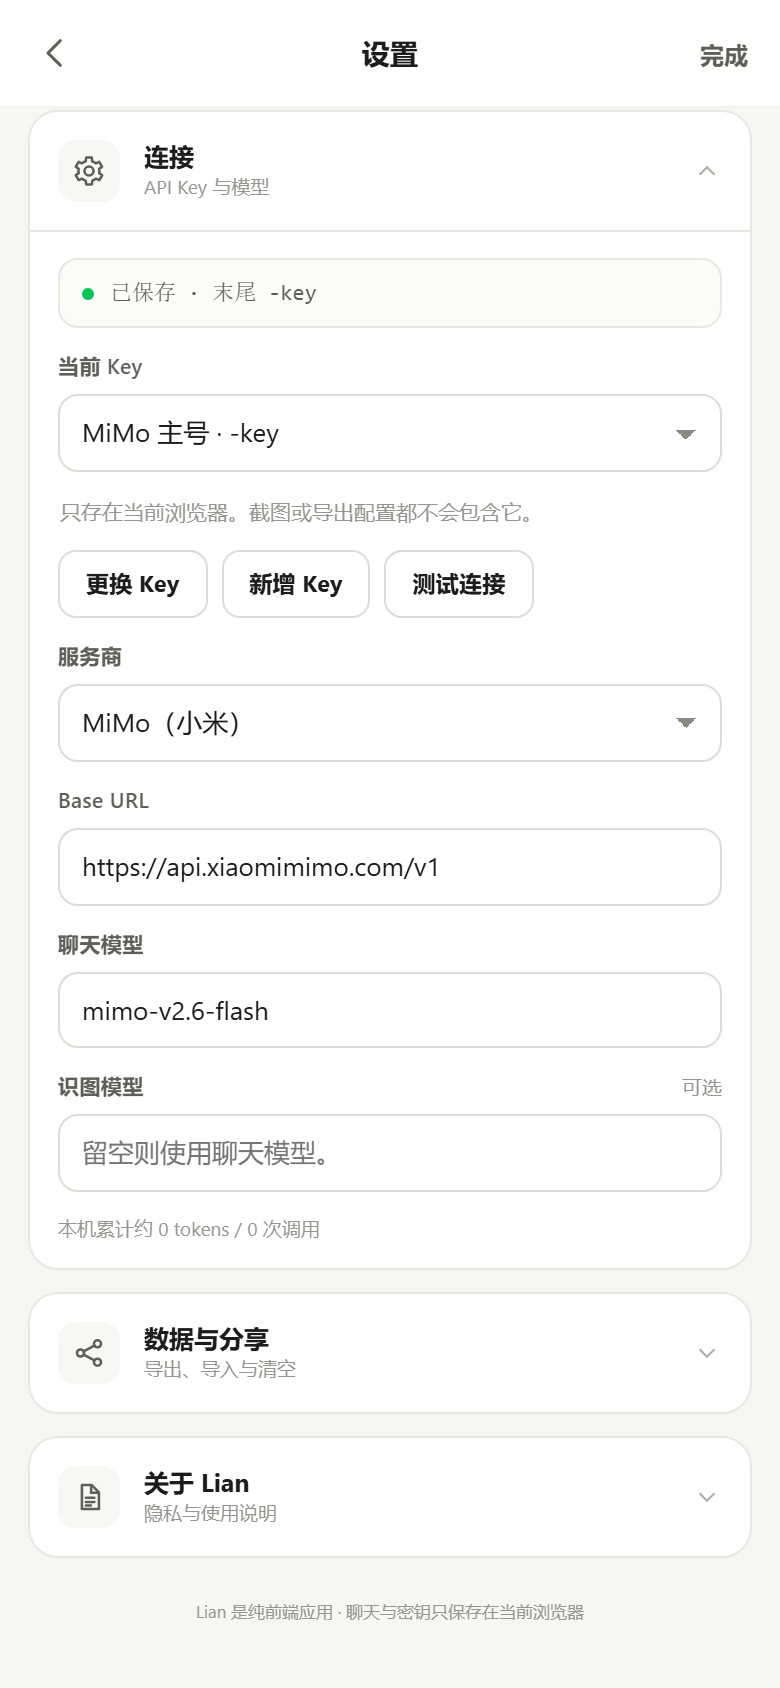 设置
完成
连接
API Key 与模型
已保存 · 末尾 -key
当前 Key
MiMo 主号 · -key
只存在当前浏览器。截图或导出配置都不会包含它。
更换 Key
新增 Key
测试连接
服务商
MiMo（小米）
Base URL
https://api.xiaomimimo.com/v1
聊天模型
mimo-v2.6-flash
识图模型
可选
留空则使用聊天模型。
本机累计约 0 tokens / 0 次调用
数据与分享
导出、导入与清空
关于 Lian
隐私与使用说明
Lian 是纯前端应用 · 聊天与密钥只保存在当前浏览器